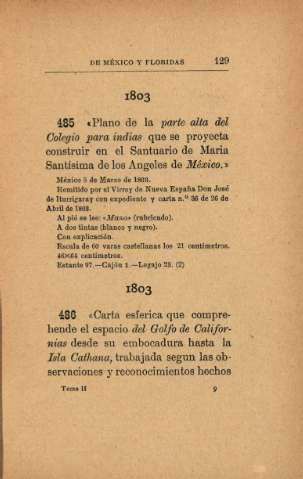 DE MÉXICO Y FLORIDAS 129
1803
485 «Plano de la parte alta del
Colegio para indias que se proyecta
construir en el Santuario de Maria
Santísima de los Angeles de México.»
México 5 de Marzo de 1803.
Remitido por el Virrey de Nueva España Don José
de Iturrigaray con expediente y carta n.º 36 de 26 de
Abril de 1803.
Al pié se lee: «Mazo» (rubricado).
A dos tintas (blanco y negro).
Con explicación.
Escala de 60 varas castellanas los 21 centímetros.
46×64 centímetros.
Estante 97.—Cajón 1.—Legajo 23. (2)
1803
486 «Carta esferica que compre-
hende el espacio del Golfo de Califor-
nias desde su embocadura hasta la
Isla Cathana, trabajada segun las ob-
servaciones y reconocimientos hechos
Tomo II 9